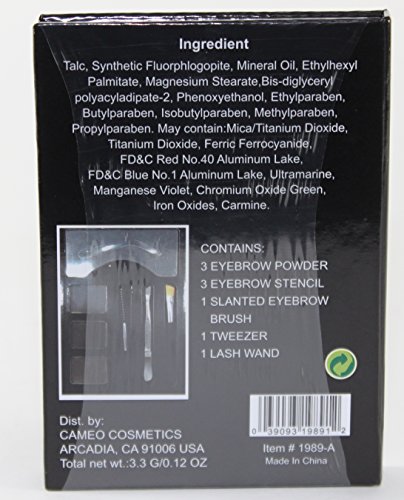 Ingredient
Talc, Synthetic Fluorphlogopite, Mineral Oil, Ethylhexyl
Palmitate, Magnesium Stearate,Bis-diglyceryl
polyacyladipate-2, Phenoxyethanol, Ethylparaben,
Butylparaben, Isobutylparaben, Methylparaben,
Propylparaben. May contain:Mica/Titanium Dioxide,
Titanium Dioxide, Ferric Ferrocyanide,
FD&C Red No.40 Aluminum Lake,
FD&C Blue No.1 Aluminum Lake, Ultramarine,
Manganese Violet, Chromium Oxide Green,
Iron Oxides, Carmine.
CONTAINS:
3 EYEBROW POWDER
3 EYEBROW STENCIL
1 SLANTED EYEBROW
BRUSH
1 TWEEZER
1 LASH WAND
Dist. by:
CAMEO COSMETICS
ARCADIA, CA 91006 USA
Total net wt.:3.3 G/0.12 OZ
0 39093 19891 2
Item # 1989-A
Made In China